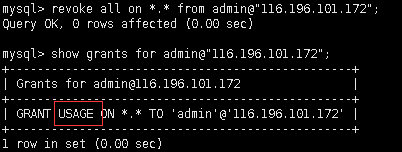 mysql> revoke all on *.* from admin@"116.196.101.172";
Query OK, 0 rows affected (0.00 sec)
mysql> show grants for admin@"116.196.101.172";
+-------------------------------------------+
| Grants for admin@116.196.101.172 |
+-------------------------------------------+
| GRANT USAGE ON *.* TO 'admin'@'116.196.101.172' |
+-------------------------------------------+
1 row in set (0.00 sec)